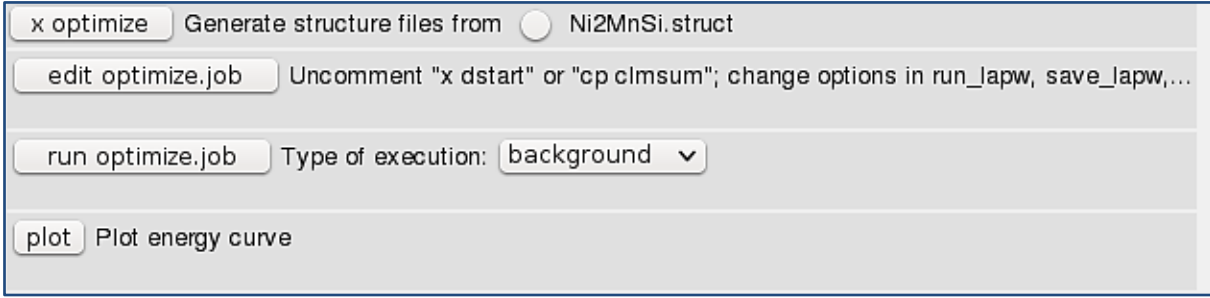 x optimize Generate structure files from Ni2MnSi.struct
edit optimize.job Uncomment "x dstart" or "cp clmsum"; change options in run_lapw, save_lapw,...
run optimize.job Type of execution: background
plot Plot energy curve